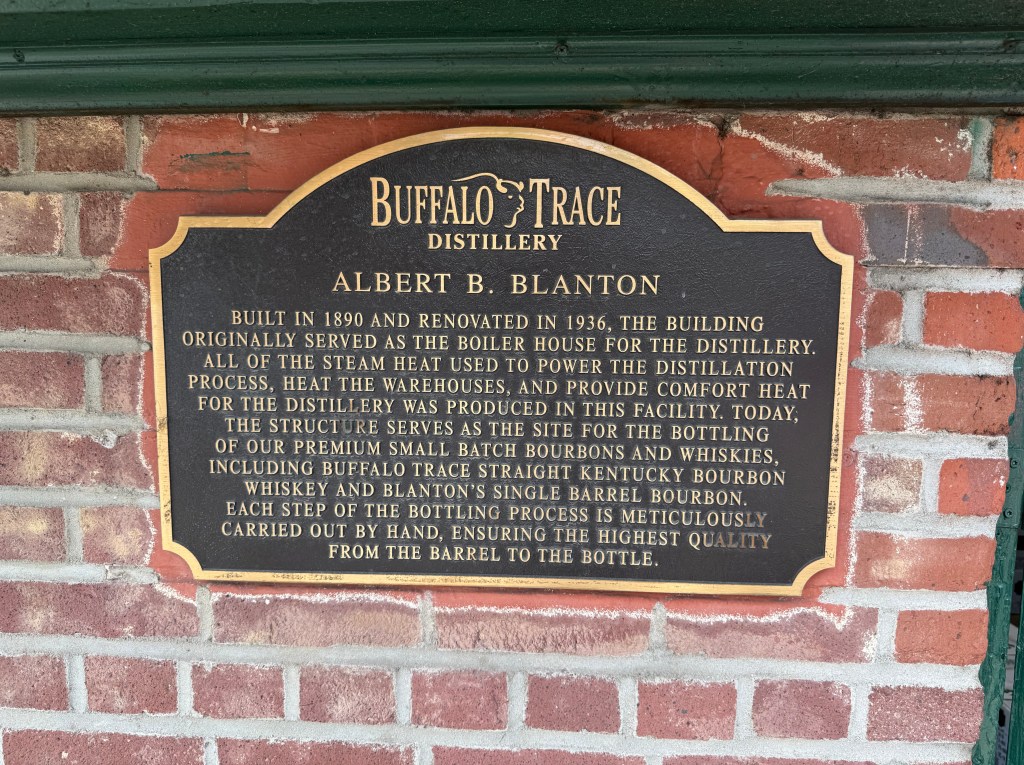 BUFFALO TRACE
DISTILLERY
ALBERT B. BLANTON
BUILT IN 1890 AND RENOVATED IN 1936, THE BUILDING
ORIGINALLY SERVED AS THE BOILER HOUSE FOR THE DISTILLERY.
ALL OF THE STEAM HEAT USED TO POWER THE DISTILLATION
PROCESS, HEAT THE WAREHOUSES, AND PROVIDE COMFORT HEAT
FOR THE DISTILLERY WAS PRODUCED IN THIS FACILITY. TODAY,
THE STRUCTURE SERVES AS THE SITE FOR THE BOTTLING
OF OUR PREMIUM SMALL BATCH BOURBONS AND WHISKIES,
INCLUDING BUFFALO TRACE STRAIGHT KENTUCKY BOURBON
WHISKEY AND BLANTON'S SINGLE BARREL BOURBON.
EACH STEP OF THE BOTTLING PROCESS IS METICULOUSLY
CARRIED OUT BY HAND, ENSURING THE HIGHEST QUALITY
FROM THE BARREL TO THE BOTTLE.